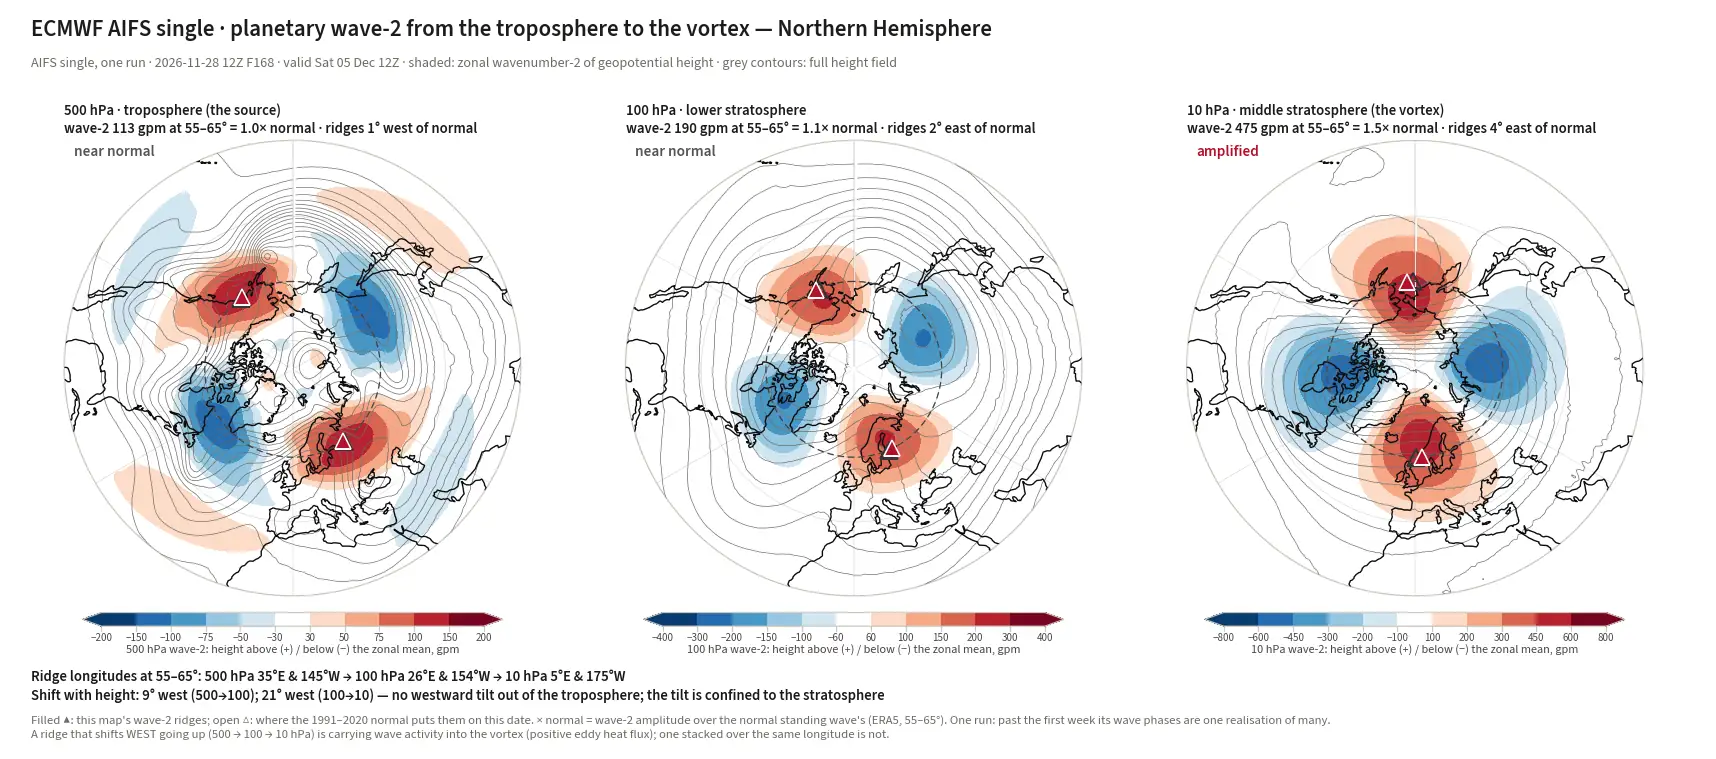 ECMWF AIFS single · planetary wave-2 from the troposphere to the vortex — Northern Hemisphere
AIFS single, one run · 2026-11-28 12Z F168 · valid Sat 05 Dec 12Z · shaded: zonal wavenumber-2 of geopotential height · grey contours: full height field
500 hPa · troposphere (the source)
wave-2 113 gpm at 55–65° = 1.0× normal · ridges 1° west of normal
near normal
100 hPa · lower stratosphere
wave-2 190 gpm at 55–65° = 1.1× normal · ridges 2° east of normal
near normal
10 hPa · middle stratosphere (the vortex)
wave-2 475 gpm at 55–65° = 1.5× normal · ridges 4° east of normal
amplified
−200 −150 −100 −75 −50 −30 30 50 75 100 150 200
500 hPa wave-2: height above (+) / below (−) the zonal mean, gpm
−400 −300 −200 −150 −100 −60 60 100 150 200 300 400
100 hPa wave-2: height above (+) / below (−) the zonal mean, gpm
−800 −600 −450 −300 −200 −100 100 200 300 450 600 800
10 hPa wave-2: height above (+) / below (−) the zonal mean, gpm
Ridge longitudes at 55–65°: 500 hPa 35°E & 145°W → 100 hPa 26°E & 154°W → 10 hPa 5°E & 175°W
Shift with height: 9° west (500→100); 21° west (100→10) — no westward tilt out of the troposphere; the tilt is confined to the stratosphere
Filled ▲: this map's wave-2 ridges; open △: where the 1991–2020 normal puts them on this date. × normal = wave-2 amplitude over the normal standing wave's (ERA5, 55–65°). One run: past the first week its wave phases are one realisation of many.
A ridge that shifts WEST going up (500 → 100 → 10 hPa) is carrying wave activity into the vortex (positive eddy heat flux); one stacked over the same longitude is not.